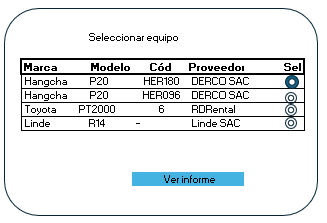 Seleccionar equipo
Marca Modelo Cód Proveedor Sel
Hangcha P20 HER180 DERCO SAC
Hangcha P20 HER096 DERCO SAC
Toyota PT2000 6 RDRental
Linde R14 - Linde SAC
Ver informe